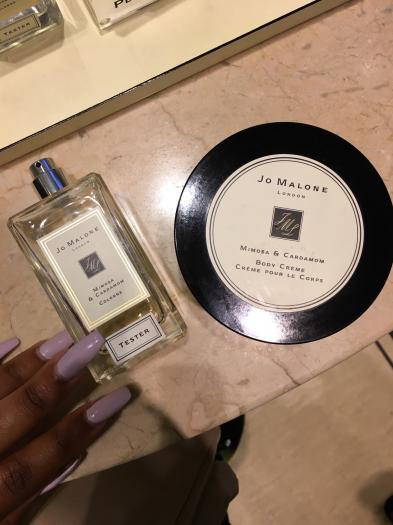 TESTER
JO MALONE
LONDON
MIMOSA
& CARDAMOM
COLOGNE
TESTER
JO MALONE
LONDON
MIMOSA & CARDAMOM
BODY CRÈME
CRÈME POUR LE CORPS